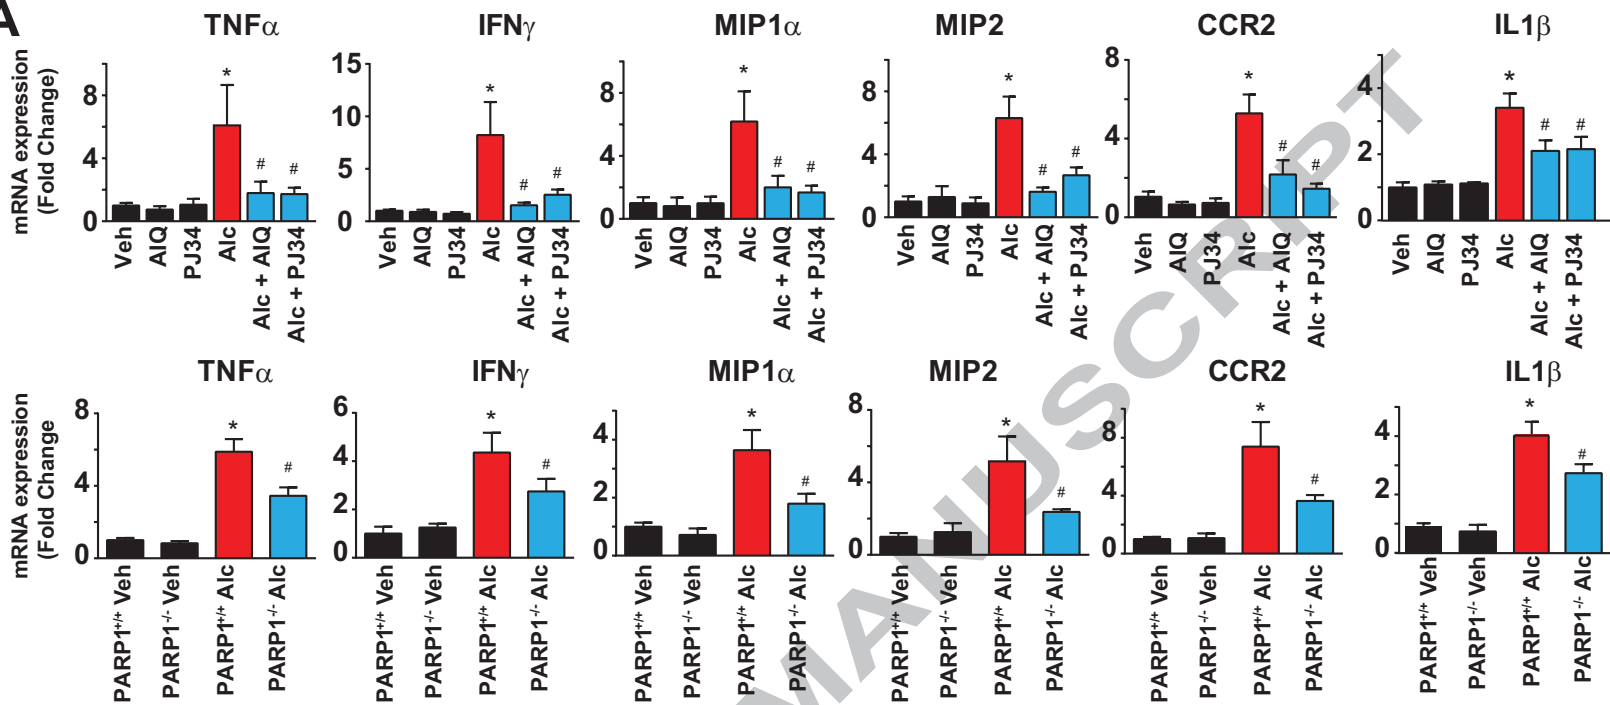 A
TNFα IFNγ MIP1α MIP2 CCR2 IL1β
mRNA expression
(Fold Change)
8 4 0
15 10 5 0
8 4 0
8 4 0
8 4 0
4 2 0
Veh AIQ PJ34 Alc Alc + AIQ Alc + PJ34
Veh AIQ PJ34 Alc Alc + AIQ Alc + PJ34
Veh AIQ PJ34 Alc Alc + AIQ Alc + PJ34
Veh AIQ PJ34 Alc Alc + AIQ Alc + PJ34
Veh AIQ PJ34 Alc Alc + AIQ Alc + PJ34
Veh AIQ PJ34 Alc Alc + AIQ Alc + PJ34
* # #
* # #
* # #
* # #
* # #
* # #
TNFα IFNγ MIP1α MIP2 CCR2 IL1β
mRNA expression
(Fold Change
8 4 0
6 4 2 0
4 2 0
8 4 0
8 4 0
4 2 0
* #
* #
* #
* #
* #
* #
PARP1+/+ Veh PARP1-/- Veh PARP1+/+ Alc PARP1-/- Alc
PARP1+/+ Veh PARP1-/- Veh PARP1+/+ Alc PARP1-/- Alc
PARP1+/+ Veh PARP1-/- Veh PARP1+/+ Alc PARP1-/- Alc
PARP1+/+ Veh PARP1-/- Veh PARP1+/+ Alc PARP1-/- Alc
PARP1+/+ Veh PARP1-/- Veh PARP1+/+ Alc PARP1-/- Alc
PARP1+/+ Veh PARP1-/- Veh PARP1+/+ Alc PARP1-/- Alc
MANUSCRIPT